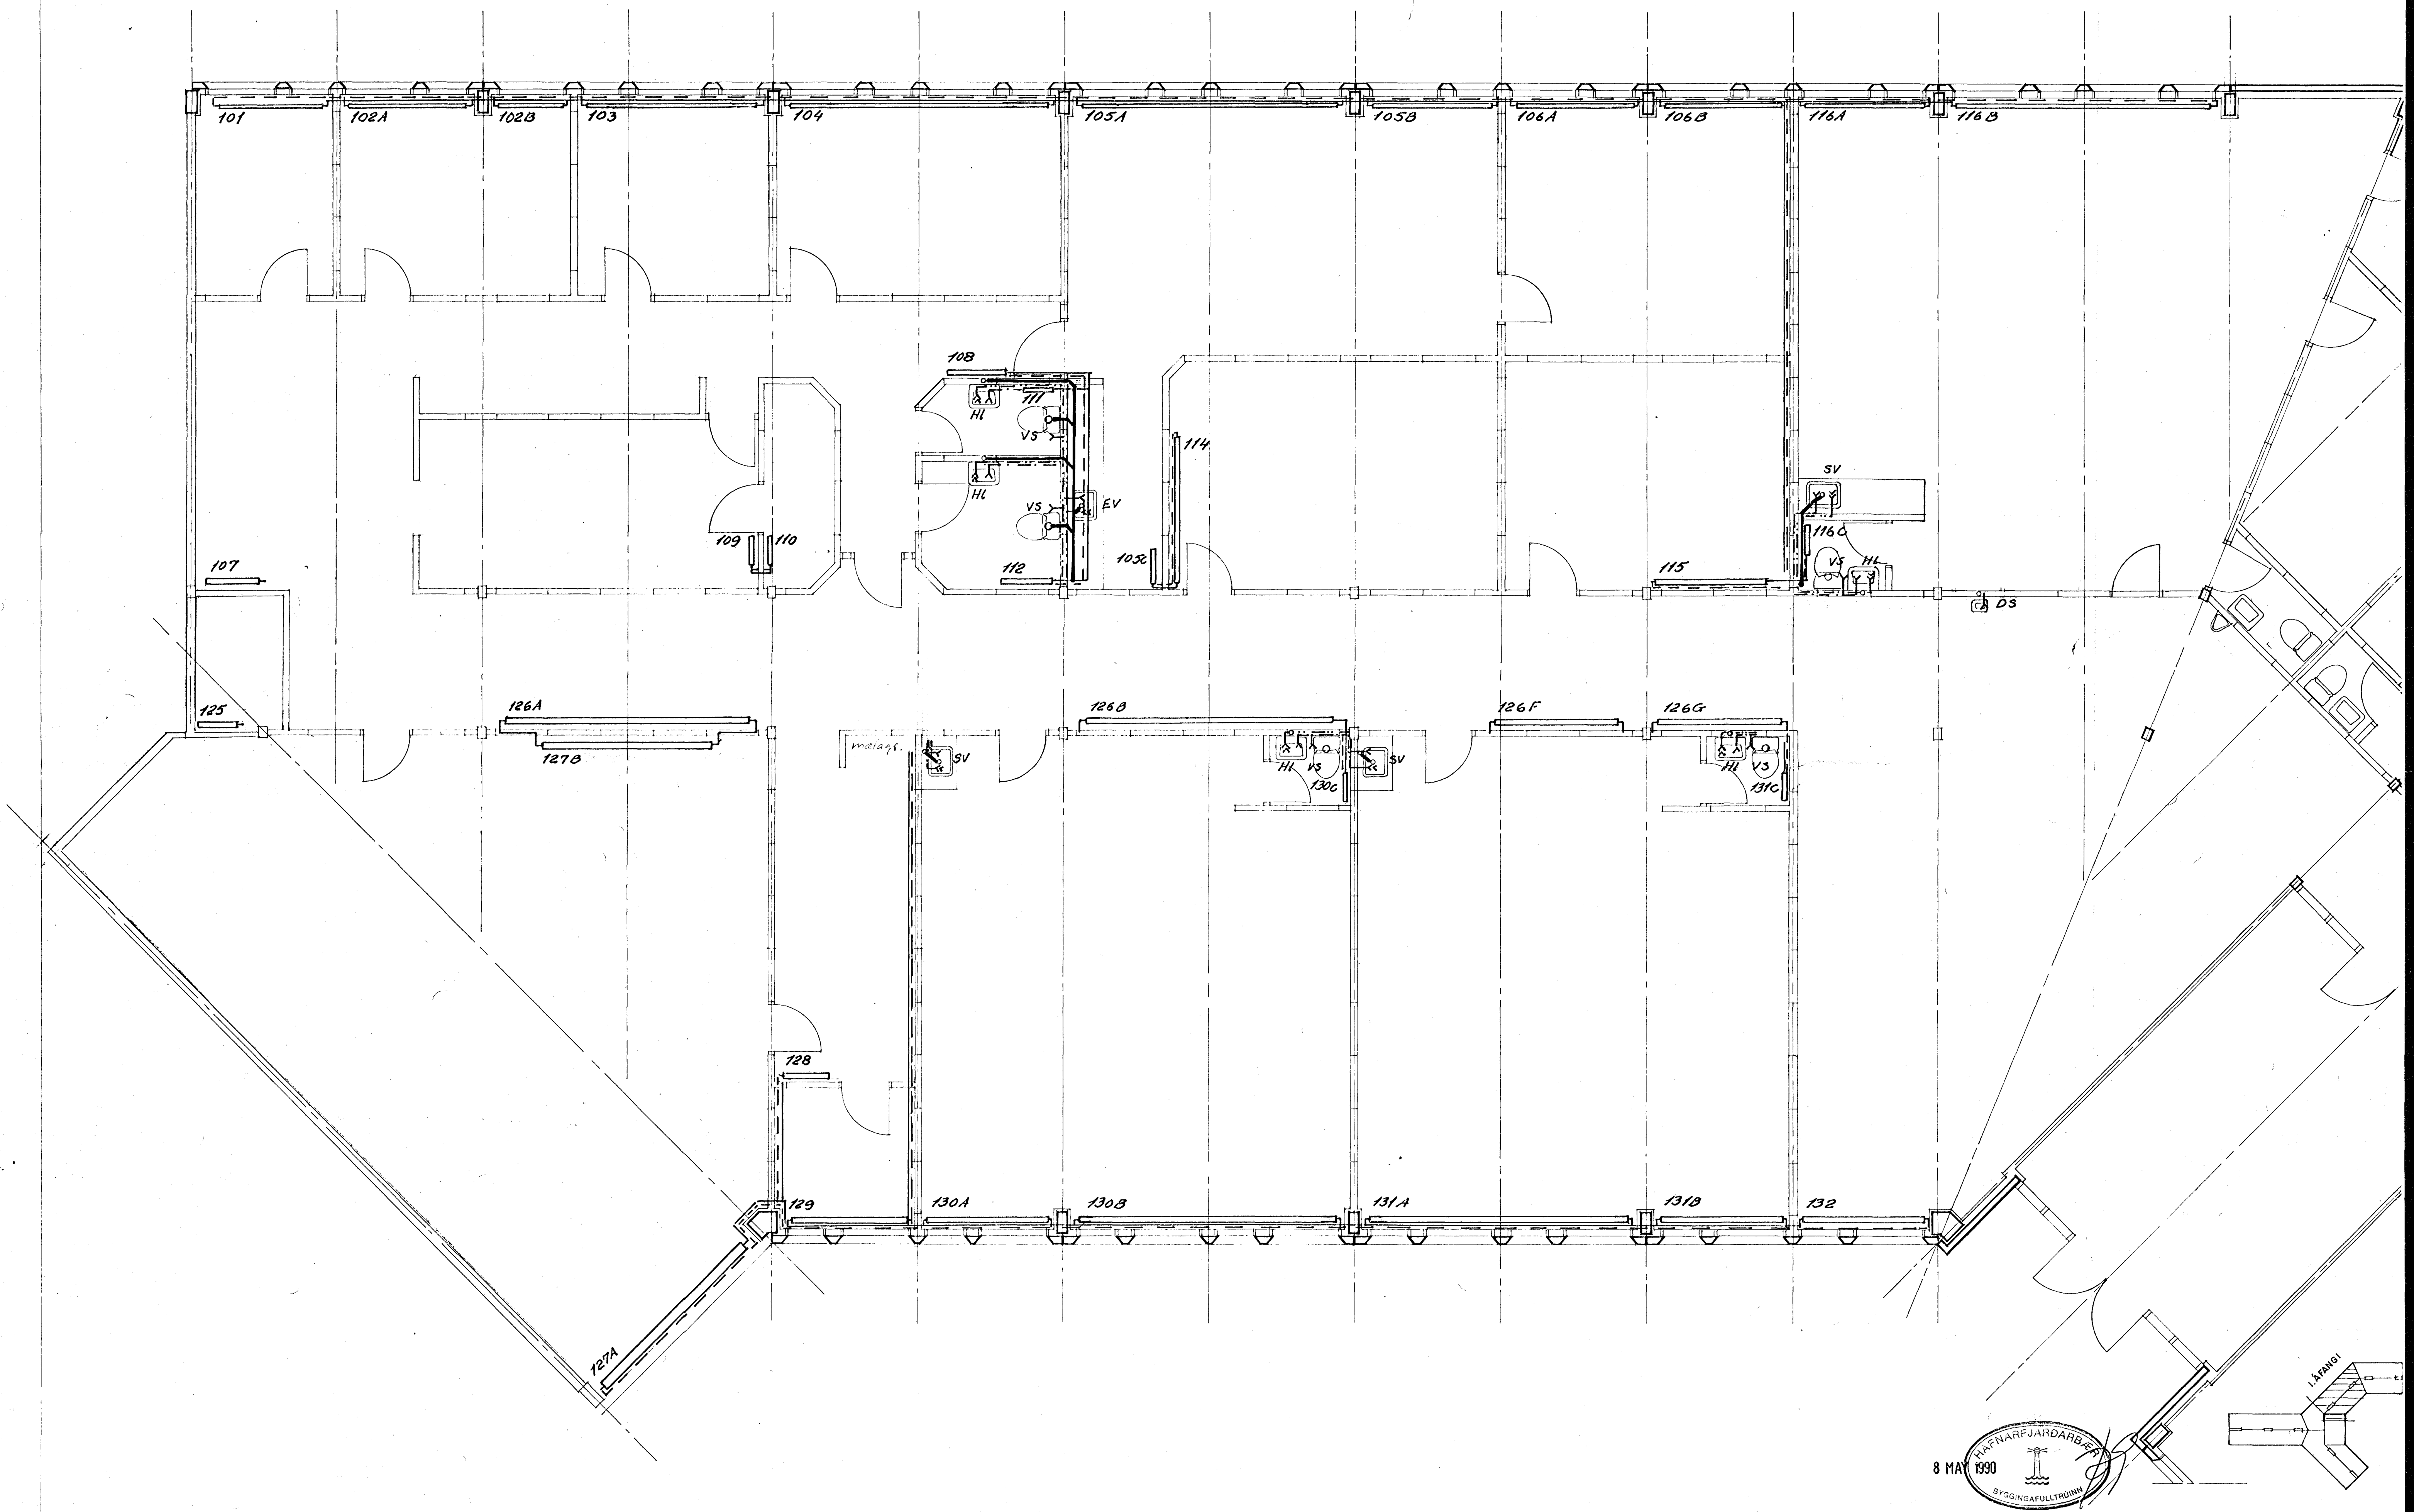 101 102A 102B 103 104 105A 105B 106A 106B 116A 116B
108
Hl 111
VS
114
Hl
VS EV
SV
109 110
116C
107 112 105C 115
VS HL
DS
125 126A 126B 126F 126G
127B
SV
Hl VS SV
130C
Hl VS
131C
128
129 130A 130B 131A 131B 132
127A
1. ÁFANGI
HAFNARFJARÐARBÆR
8 MAY 1990
BYGGINGAFULLTRÚINN